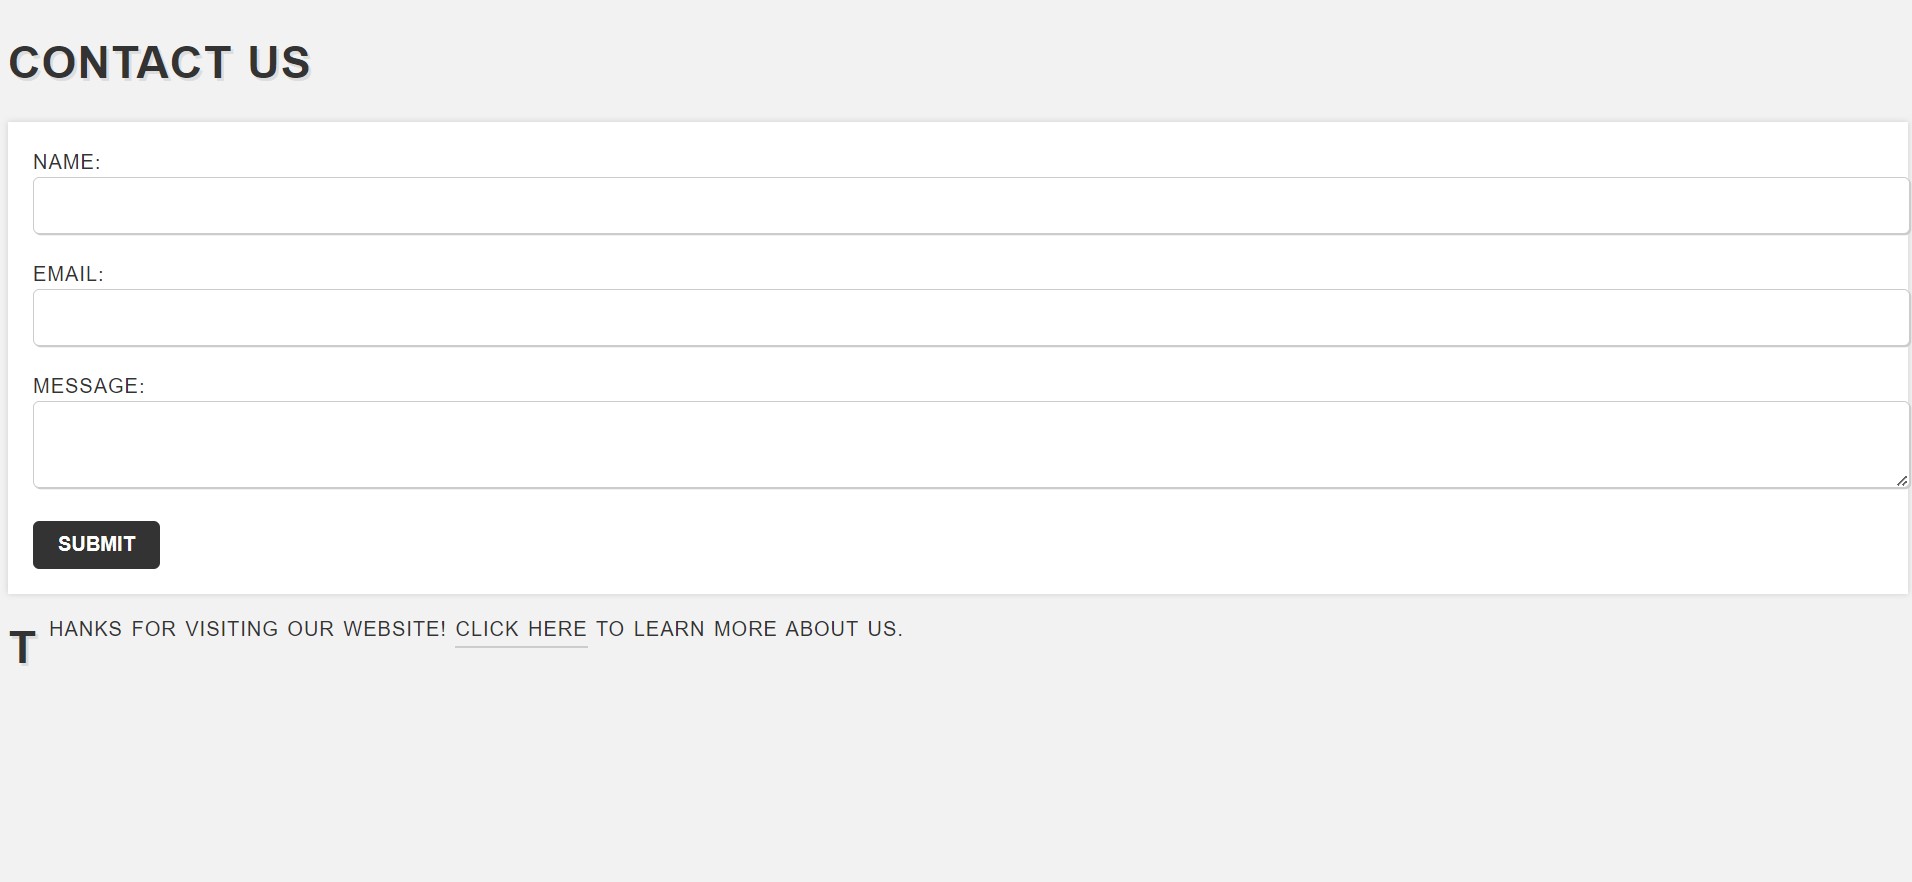 CONTACT US
NAME:
EMAIL:
MESSAGE:
SUBMIT
THANKS FOR VISITING OUR WEBSITE! CLICK HERE TO LEARN MORE ABOUT US.